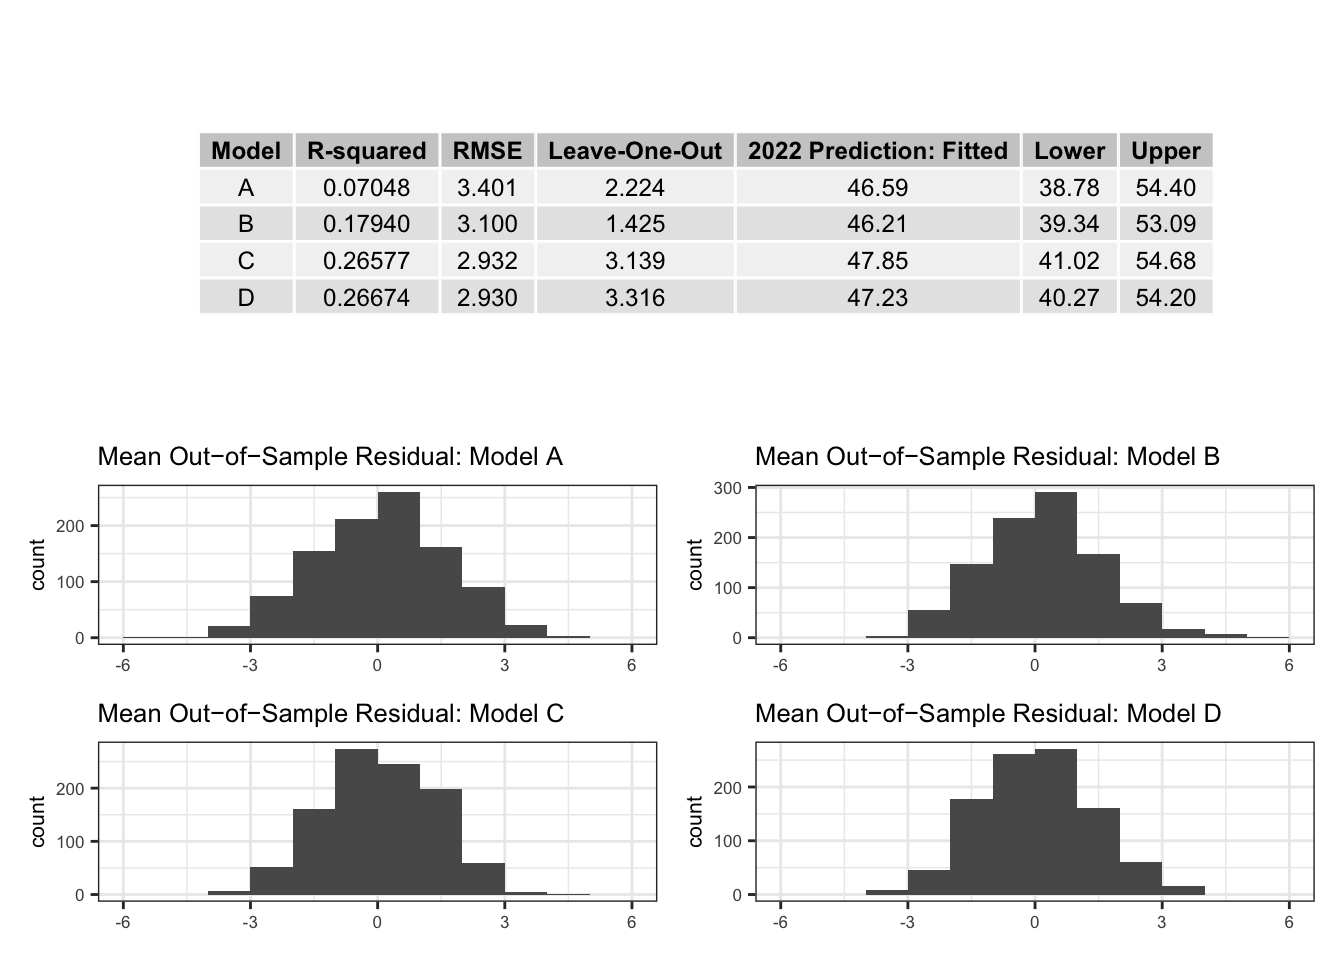 Model R-squared RMSE Leave-One-Out 2022 Prediction: Fitted Lower Upper
A 0.07048 3.401 2.224 46.59 38.78 54.40
B 0.17940 3.100 1.425 46.21 39.34 53.09
C 0.26577 2.932 3.139 47.85 41.02 54.68
D 0.26674 2.930 3.316 47.23 40.27 54.20
Mean Out−of−Sample Residual: Model A
count
200
100
0
-6 -3 0 3 6
Mean Out−of−Sample Residual: Model B
count
300
200
100
0
-6 -3 0 3 6
Mean Out−of−Sample Residual: Model C
count
200
100
0
-6 -3 0 3 6
Mean Out−of−Sample Residual: Model D
count
200
100
0
-6 -3 0 3 6